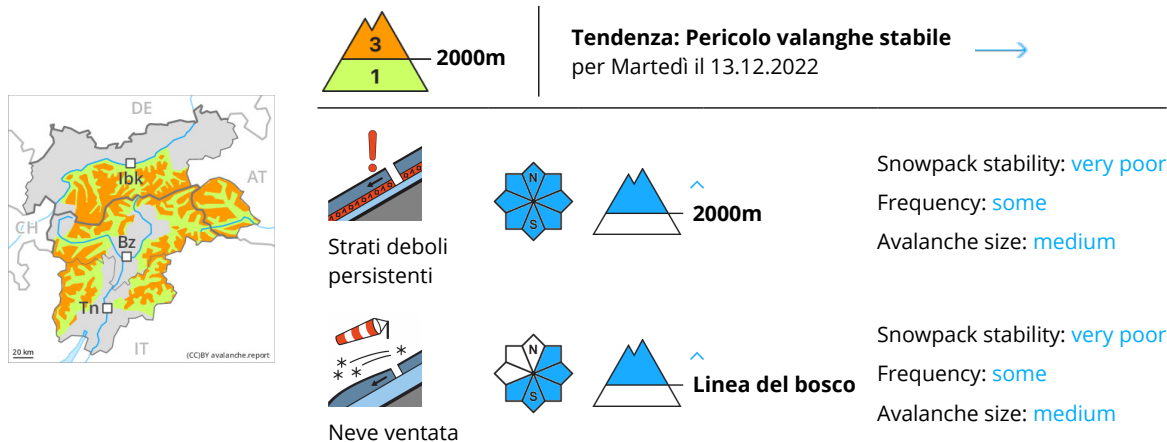 3
1
2000m
Tendenza: Pericolo valanghe stabile
per Martedì il 13.12.2022
DE
Ibk
AT
CH
Bz
Tn
IT
20 km
(CC)BY avalanche.report
Strati deboli
persistenti
N
S
2000m
Snowpack stability: very poor
Frequency: some
Avalanche size: medium
Neve ventata
N
S
Linea del bosco
Snowpack stability: very poor
Frequency: some
Avalanche size: medium